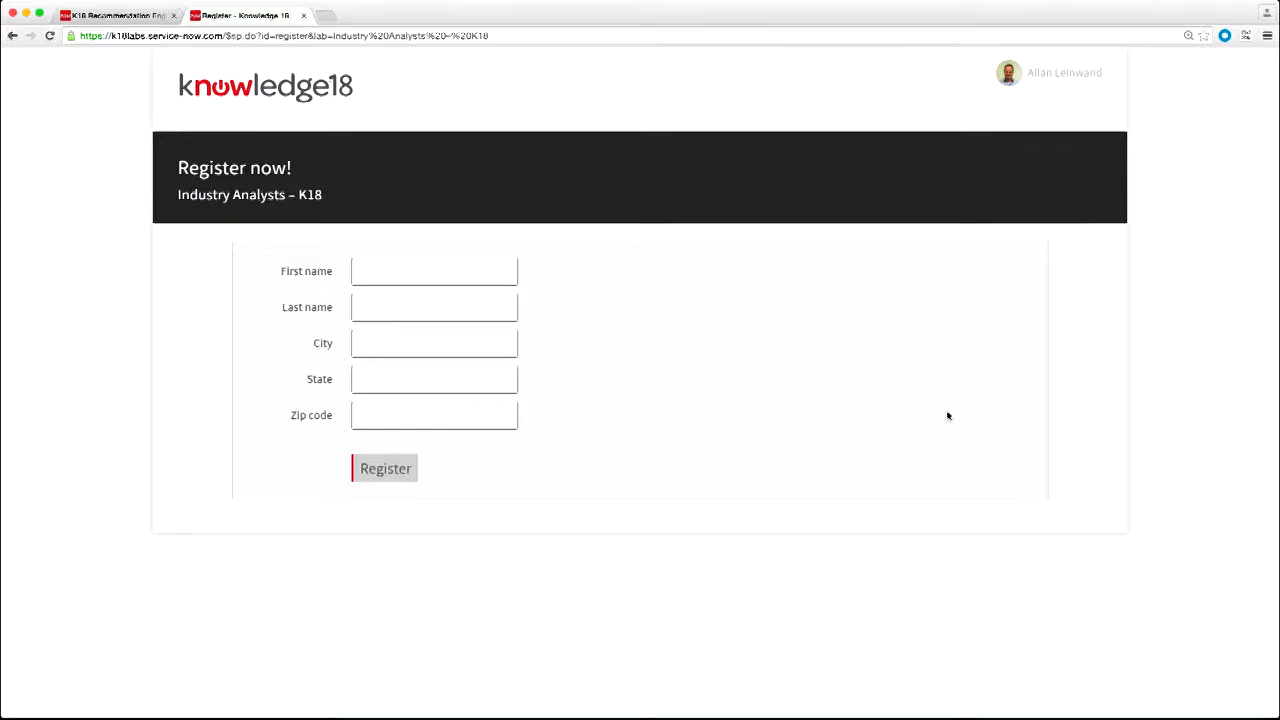 K18 Recommendation Eng
Register - Knowledge 18
https://k18labs.service-now.com/$sp.do?id=register&lab=Industry%20Analysts%20-%20K18
knowledge18
Allan Leinwand
Register now!
Industry Analysts – K18
First name
Last name
City
State
Zip code
Register